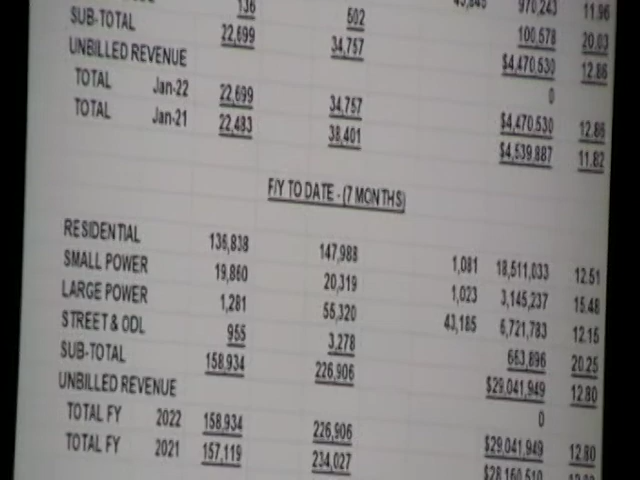 136 502 970,243 11.96
SUB-TOTAL 22,699 34,757 100,578 20.03
UNBILLED REVENUE $4,470,530 12.86
0
TOTAL Jan-22 22,699 34,757 $4,470,530 12.86
TOTAL Jan-21 22,483 38,401 $4,539,887 11.82
F/Y TO DATE - (7 MONTHS)
RESIDENTIAL 136,838 147,988 1,081 18,511,033 12.51
SMALL POWER 19,860 20,319 1,023 3,145,237 15.48
LARGE POWER 1,281 55,320 43,185 6,721,783 12.15
STREET & ODL 955 3,278 663,896 20.25
SUB-TOTAL 158,934 226,906 $29,041,949 12.80
UNBILLED REVENUE 0
TOTAL FY 2022 158,934 226,906 $29,041,949 12.80
TOTAL FY 2021 157,119 234,027